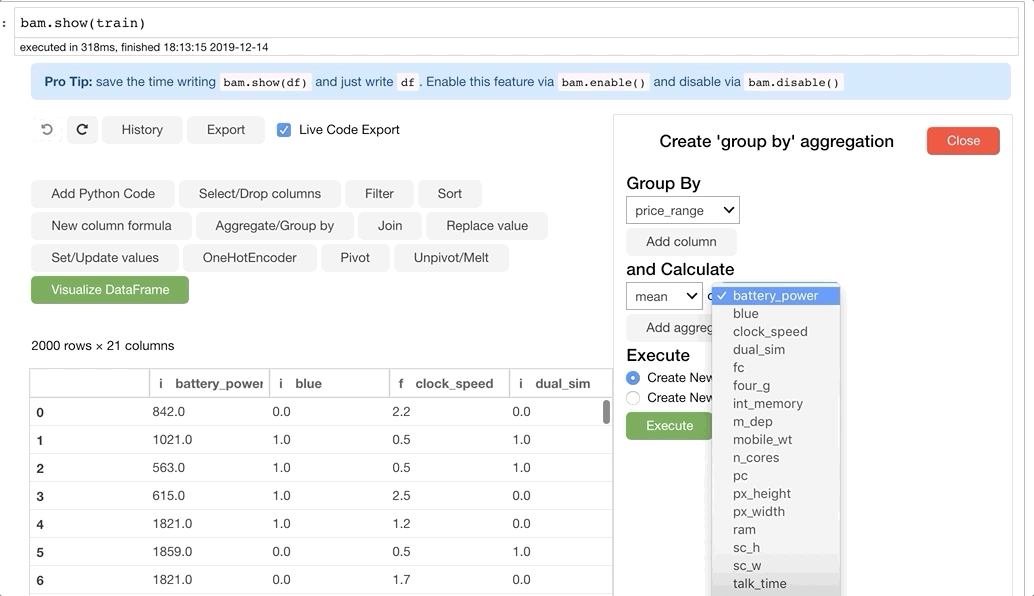 : bam.show(train)
executed in 318ms, finished 18:13:15 2019-12-14
Pro Tip: save the time writing bam.show(df) and just write df . Enable this feature via bam.enable() and disable via bam.disable()
History Export Live Code Export
Add Python Code Select/Drop columns Filter Sort
New column formula Aggregate/Group by Join Replace value
Set/Update values OneHotEncoder Pivot Unpivot/Melt
Visualize DataFrame
2000 rows × 21 columns
i battery_power i blue f clock_speed i dual_sim
0 842.0 0.0 2.2 0.0
1 1021.0 1.0 0.5 1.0
2 563.0 1.0 0.5 1.0
3 615.0 1.0 2.5 0.0
4 1821.0 1.0 1.2 0.0
5 1859.0 0.0 0.5 1.0
6 1821.0 0.0 1.7 0.0
Create 'group by' aggregation Close
Group By
price_range
Add column
and Calculate
mean
Add aggreg
Execute
Create New
Create New
Execute
battery_power
blue
clock_speed
dual_sim
fc
four_g
int_memory
m_dep
mobile_wt
n_cores
pc
px_height
px_width
ram
sc_h
sc_w
talk_time